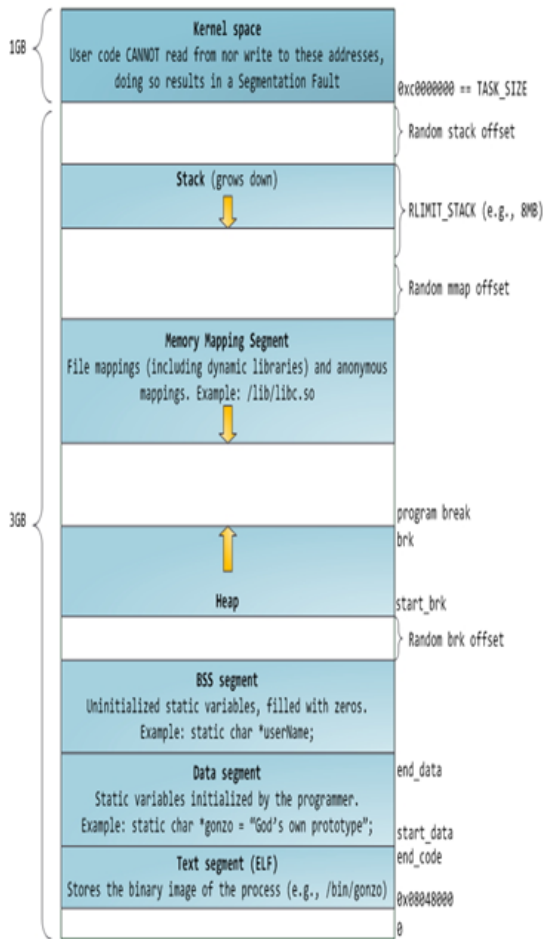 1GB
Kernel space
User code CANNOT read from nor write to these addresses,
doing so results in a Segmentation Fault
0xc0000000 == TASK_SIZE
Random stack offset
Stack (grows down)
RLIMIT_STACK (e.g., 8MB)
Random mmap offset
Memory Mapping Segment
File mappings (including dynamic libraries) and anonymous
mappings. Example: /lib/libc.so
3GB
program break
brk
Heap
start_brk
Random brk offset
BSS segment
Uninitialized static variables, filled with zeros.
Example: static char *userName;
Data segment
end_data
Static variables initialized by the programmer.
Example: static char *gonzo = “God’s own prototype”;
start_data
end_code
Text segment (ELF)
Stores the binary image of the process (e.g., /bin/gonzo)
0x08048000
0